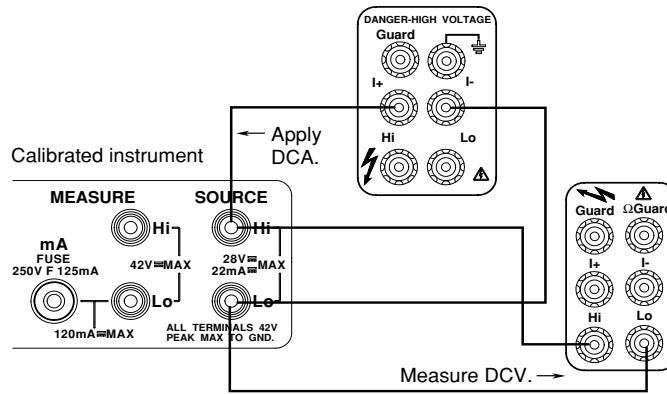 DANGER-HIGH VOLTAGE
Guard
I+
I-
Hi
Lo
Apply
DCA.
Calibrated instrument
MEASURE
SOURCE
Hi
Hi
mA
FUSE
250V F 125mA
42V⎓MAX
28V⎓
22mA⎓MAX
Lo
Lo
120mA⎓MAX
ALL TERMINALS 42V
PEAK MAX TO GND.
Guard
ΩGuard
I+
I-
Hi
Lo
Measure DCV.